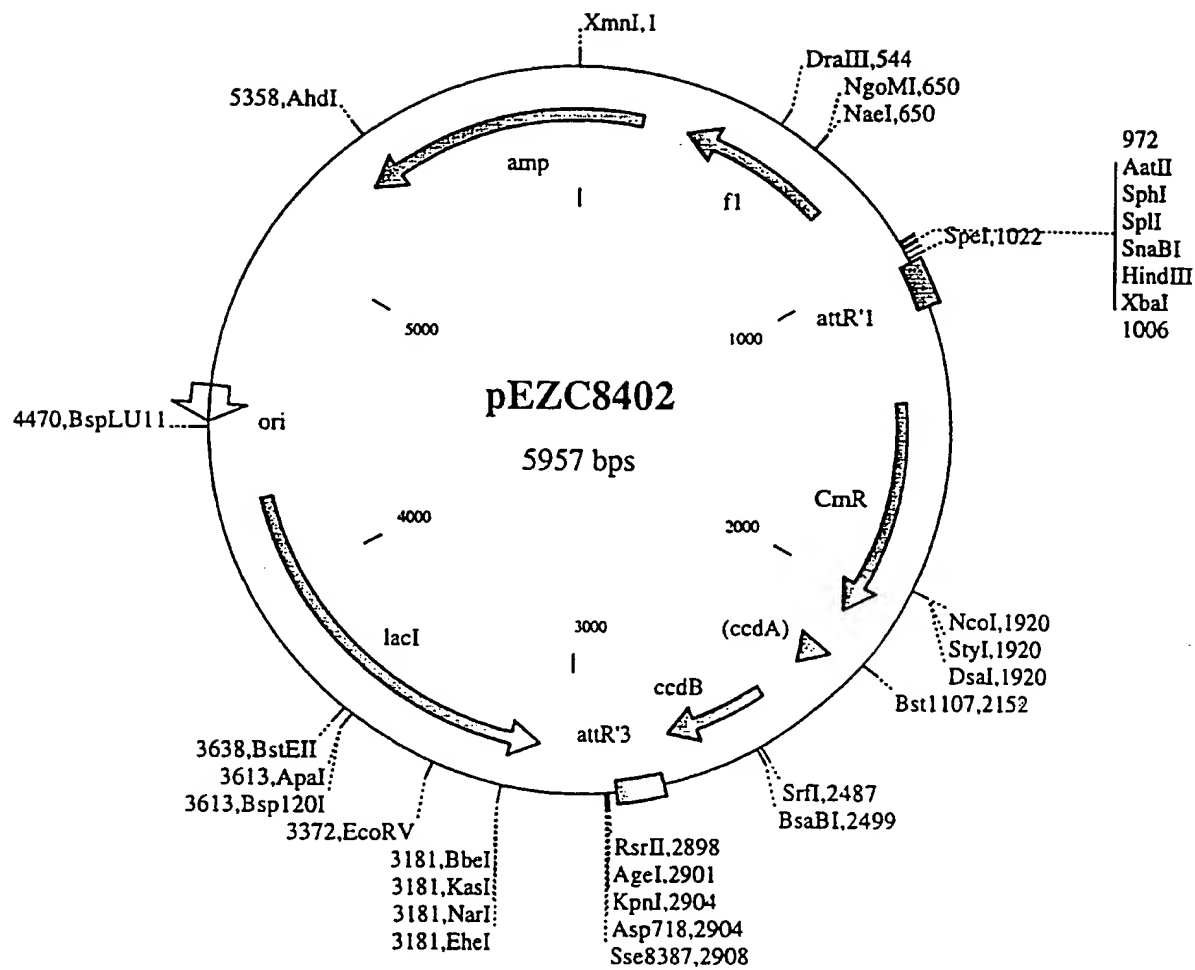 XmnI,1
DraIII,544
NgoMI,650
NaeI,650
5358,AhdI
972
AatII
SphI
SplI
SnaBI
HindIII
XbaI
1006
SpeI,1022
amp
f1
attR'1
5000
1000
pEZC8402
5957 bps
4470,BspLU11
ori
CmR
4000
2000
(ccdA)
NcoI,1920
StyI,1920
DsaI,1920
Bst1107,2152
lacI
3000
ccdB
attR'3
3638,BstEII
3613,ApaI
3613,Bsp120I
3372,EcoRV
SrfI,2487
BsaBI,2499
3181,BbeI
3181,KasI
3181,NarI
3181,EheI
RsrII,2898
AgeI,2901
KpnI,2904
Asp718,2904
Sse8387,2908